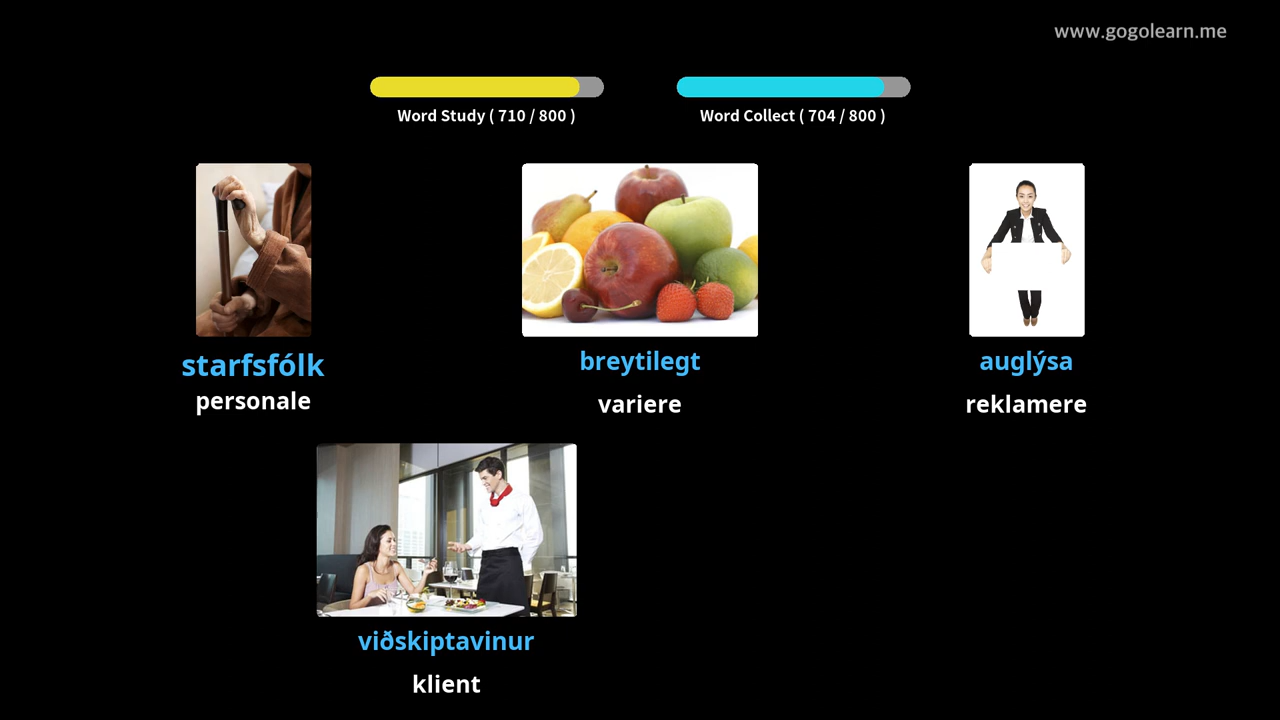 www.gogolearn.me
Word Study ( 710 / 800 )
Word Collect ( 704 / 800 )
starfsfólk
personale
breytilegt
variere
auglýsa
reklamere
viðskiptavinur
klient